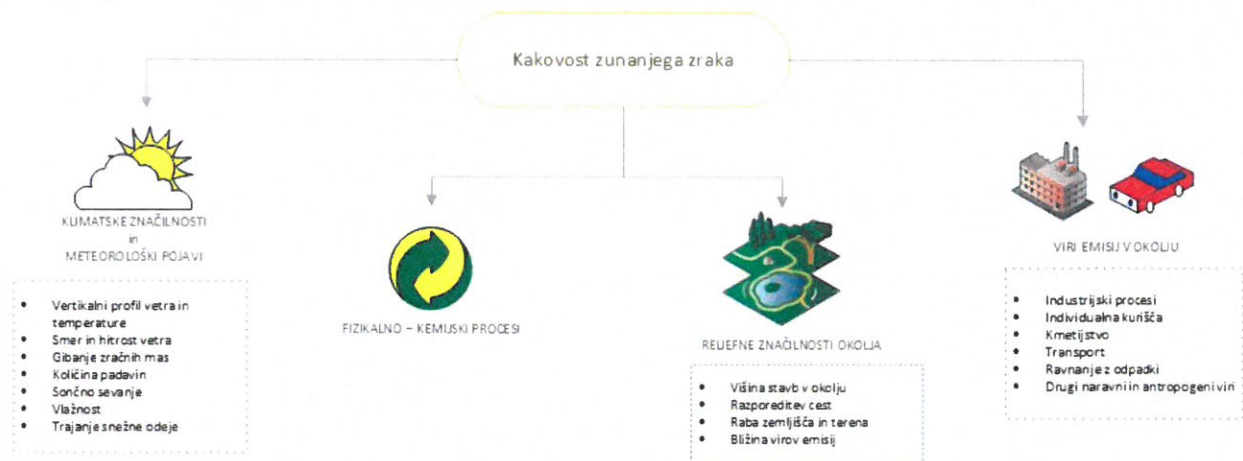 Kakovost zunanjega zraka
KLIMATSKE ZNAČILNOSTI
in
METEOROLOŠKI POJAVI
• Vertikalni profil vetra in
temperature
• Smer in hitrost vetra
• Gibanje zračnih mas
• Količina padavin
• Sončno sevanje
• Vlažnost
• Trajanje snežne odeje
FIZIKALNO – KEMIJSKI PROCESI
RELIEFNE ZNAČILNOSTI OKOLJA
• Višina stavb v okolju
• Razporeditev cest
• Raba zemljišča in terena
• Bližina virov emisij
VIRI EMISIJ V OKOLJU
• Industrijski procesi
• Individualna kurišča
• Kmetijstvo
• Transport
• Ravnanje z odpadki
• Drugi naravni in antropogeni viri